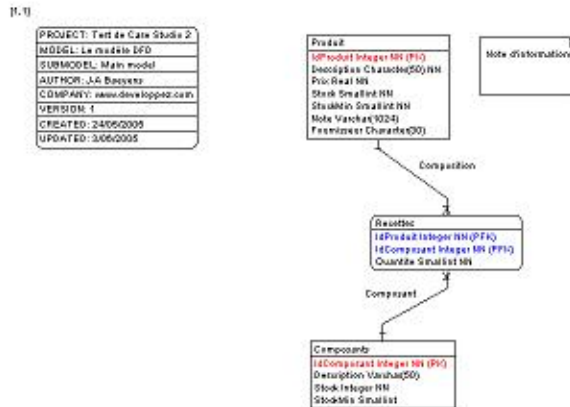 [1, 1]
PROJECT: Test de Case Studio 2
MODEL: Le modèle DFD
SUBMODEL: Main model
AUTHOR: J-A Baeyens
COMPANY: www.developpez.com
VERSION: 1
CREATED: 24/05/2005
UPDATED: 3/06/2005
Produit
IdProduit Integer NN (PK)
Description Character(50) NN
Prix Real NN
Stock Smallint NN
StockMin Smallint NN
Note Varchar(1024)
Fournisseur Character(30)
Note d'information
Composition
Recettes
IdProduit Integer NN (PFK)
IdComposant Integer NN (PFK)
Quantite Smallint NN
Composant
Composants
IdComposant Integer NN (PK)
Description Varchar(50)
Stock Integer NN
StockMin Smallint